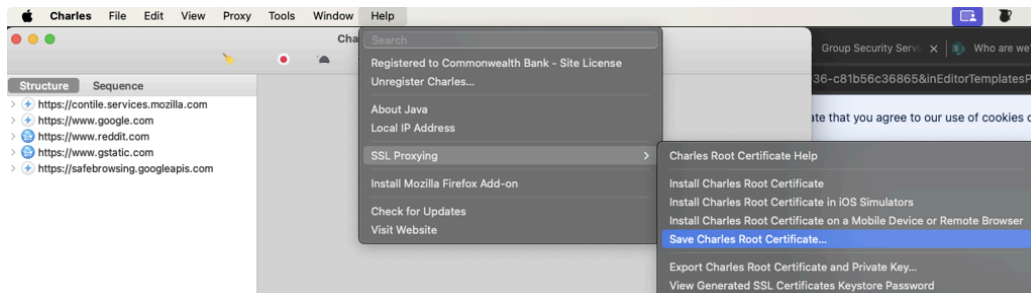 Charles File Edit View Proxy Tools Window Help
Cha
Search
Registered to Commonwealth Bank - Site License
Unregister Charles...
About Java
Local IP Address
SSL Proxying
Install Mozilla Firefox Add-on
Check for Updates
Visit Website
Structure Sequence
https://contile.services.mozilla.com
https://www.google.com
https://www.reddit.com
https://www.gstatic.com
https://safebrowsing.googleapis.com
Group Security Servi Who are we?
36-c81b56c36865&inEditorTemplatesP
ate that you agree to our use of cookies o
Charles Root Certificate Help
Install Charles Root Certificate
Install Charles Root Certificate in iOS Simulators
Install Charles Root Certificate on a Mobile Device or Remote Browser
Save Charles Root Certificate...
Export Charles Root Certificate and Private Key...
View Generated SSL Certificates Keystore Password